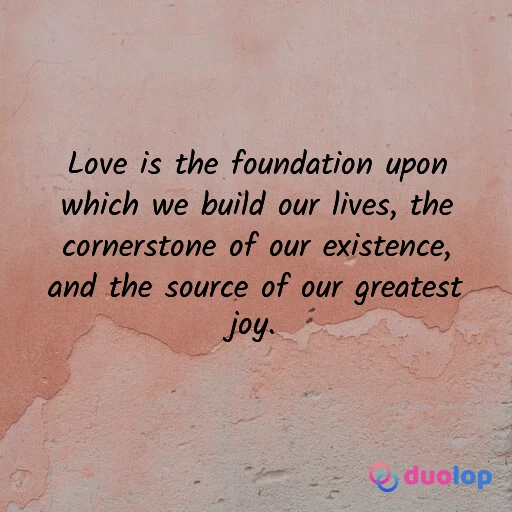 Love is the foundation upon
which we build our lives, the
cornerstone of our existence,
and the source of our greatest
joy.
duolop